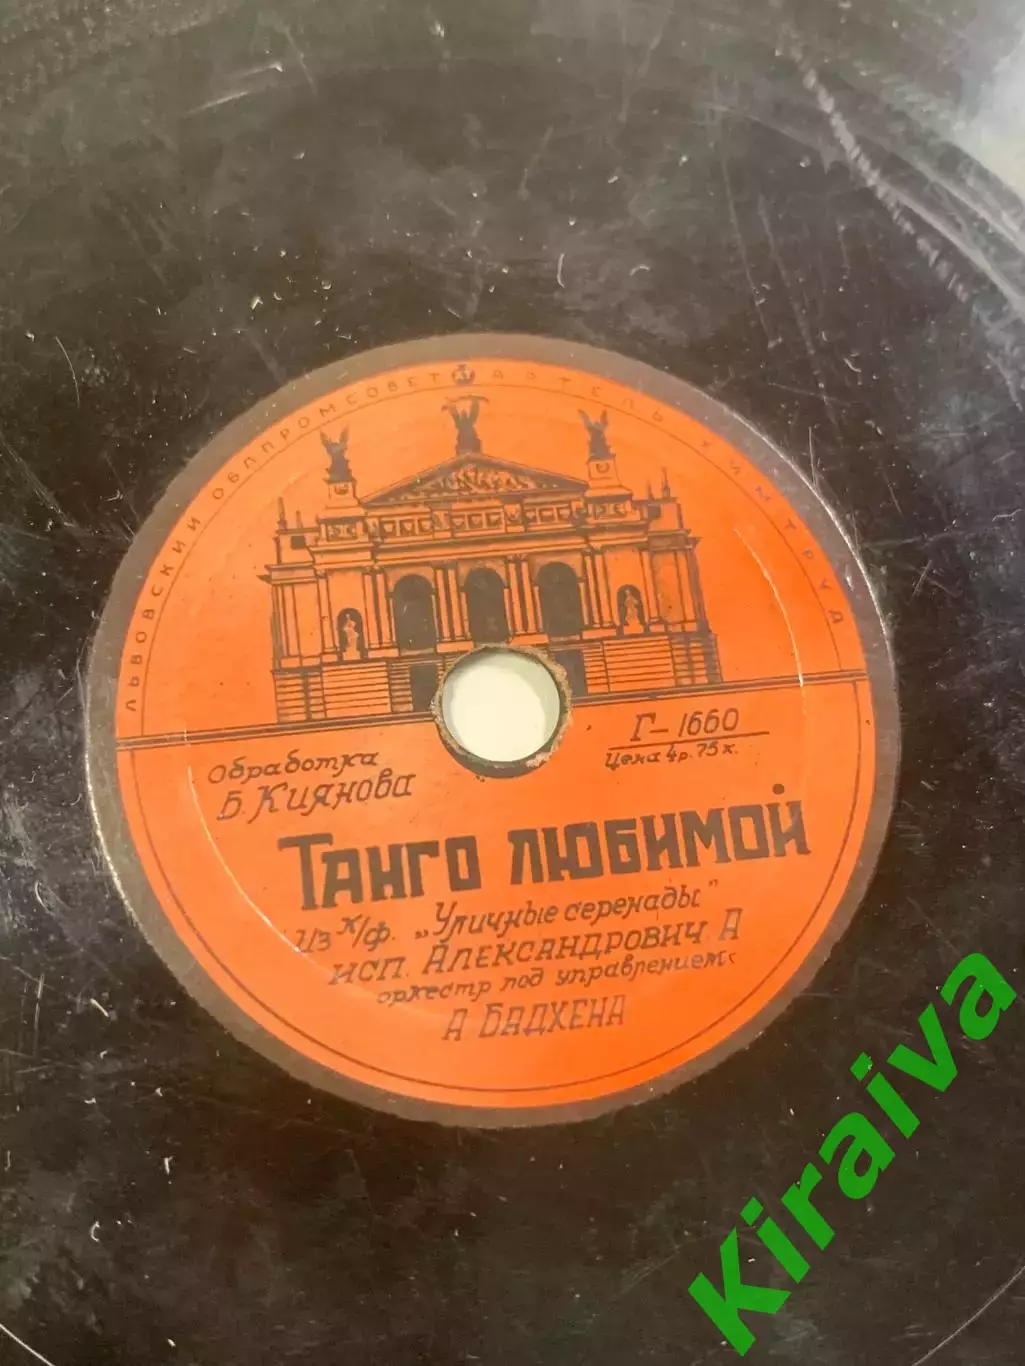 ЛЬВОВСКИЙ ОБЛПРОМСОВЕТ АРТЕЛЬ ХИМТРУД
Обработка
Б. Киянова
Г-1660
Цена 4р. 75 к.
ТАНГО ЛЮБИМОЙ
из к/ф. „Уличные серенады"
исп. Александрович А
оркестр под управлением
А БАДХЕНА
Kiraiva